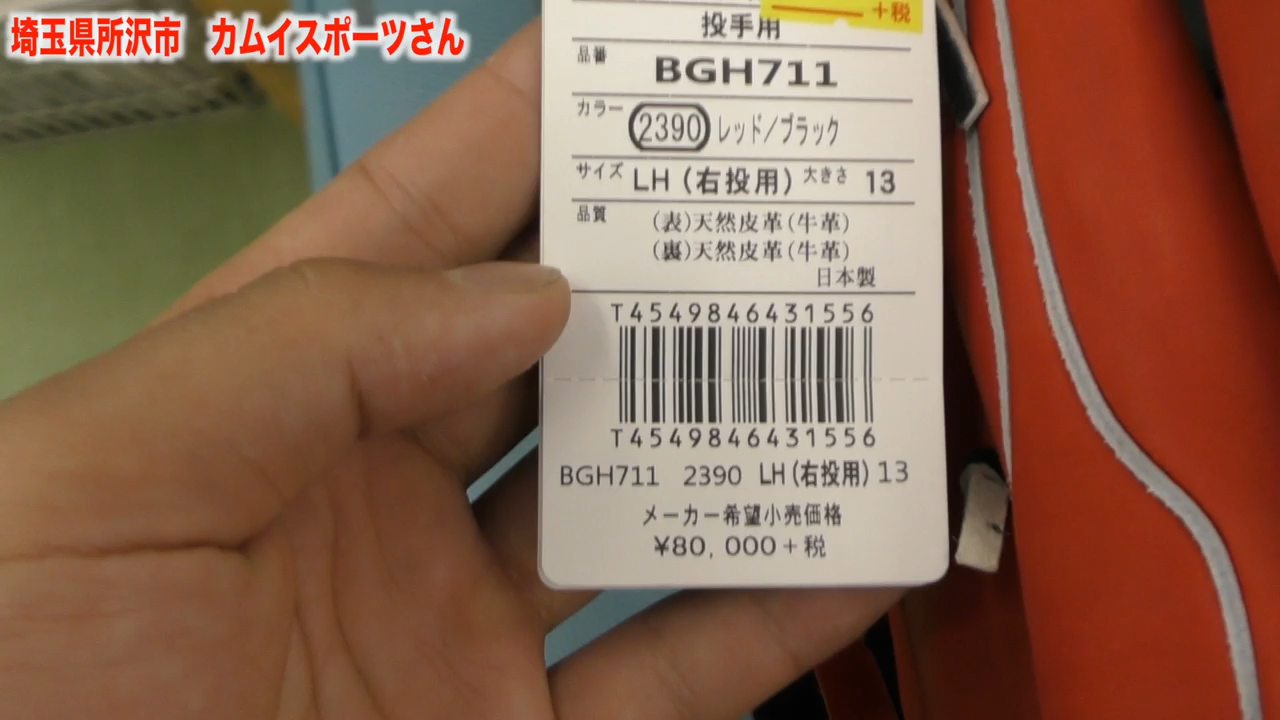 埼玉県所沢市 カムイスポーツさん
+税
投手用
品番
BGH711
カラー 2390 レッド/ブラック
サイズ LH(右投用) 大きさ 13
品質 (表)天然皮革(牛革)
(裏)天然皮革(牛革)
日本製
T4549846431556
T4549846431556
BGH711 2390 LH(右投用) 13
メーカー希望小売価格
¥80,000+税